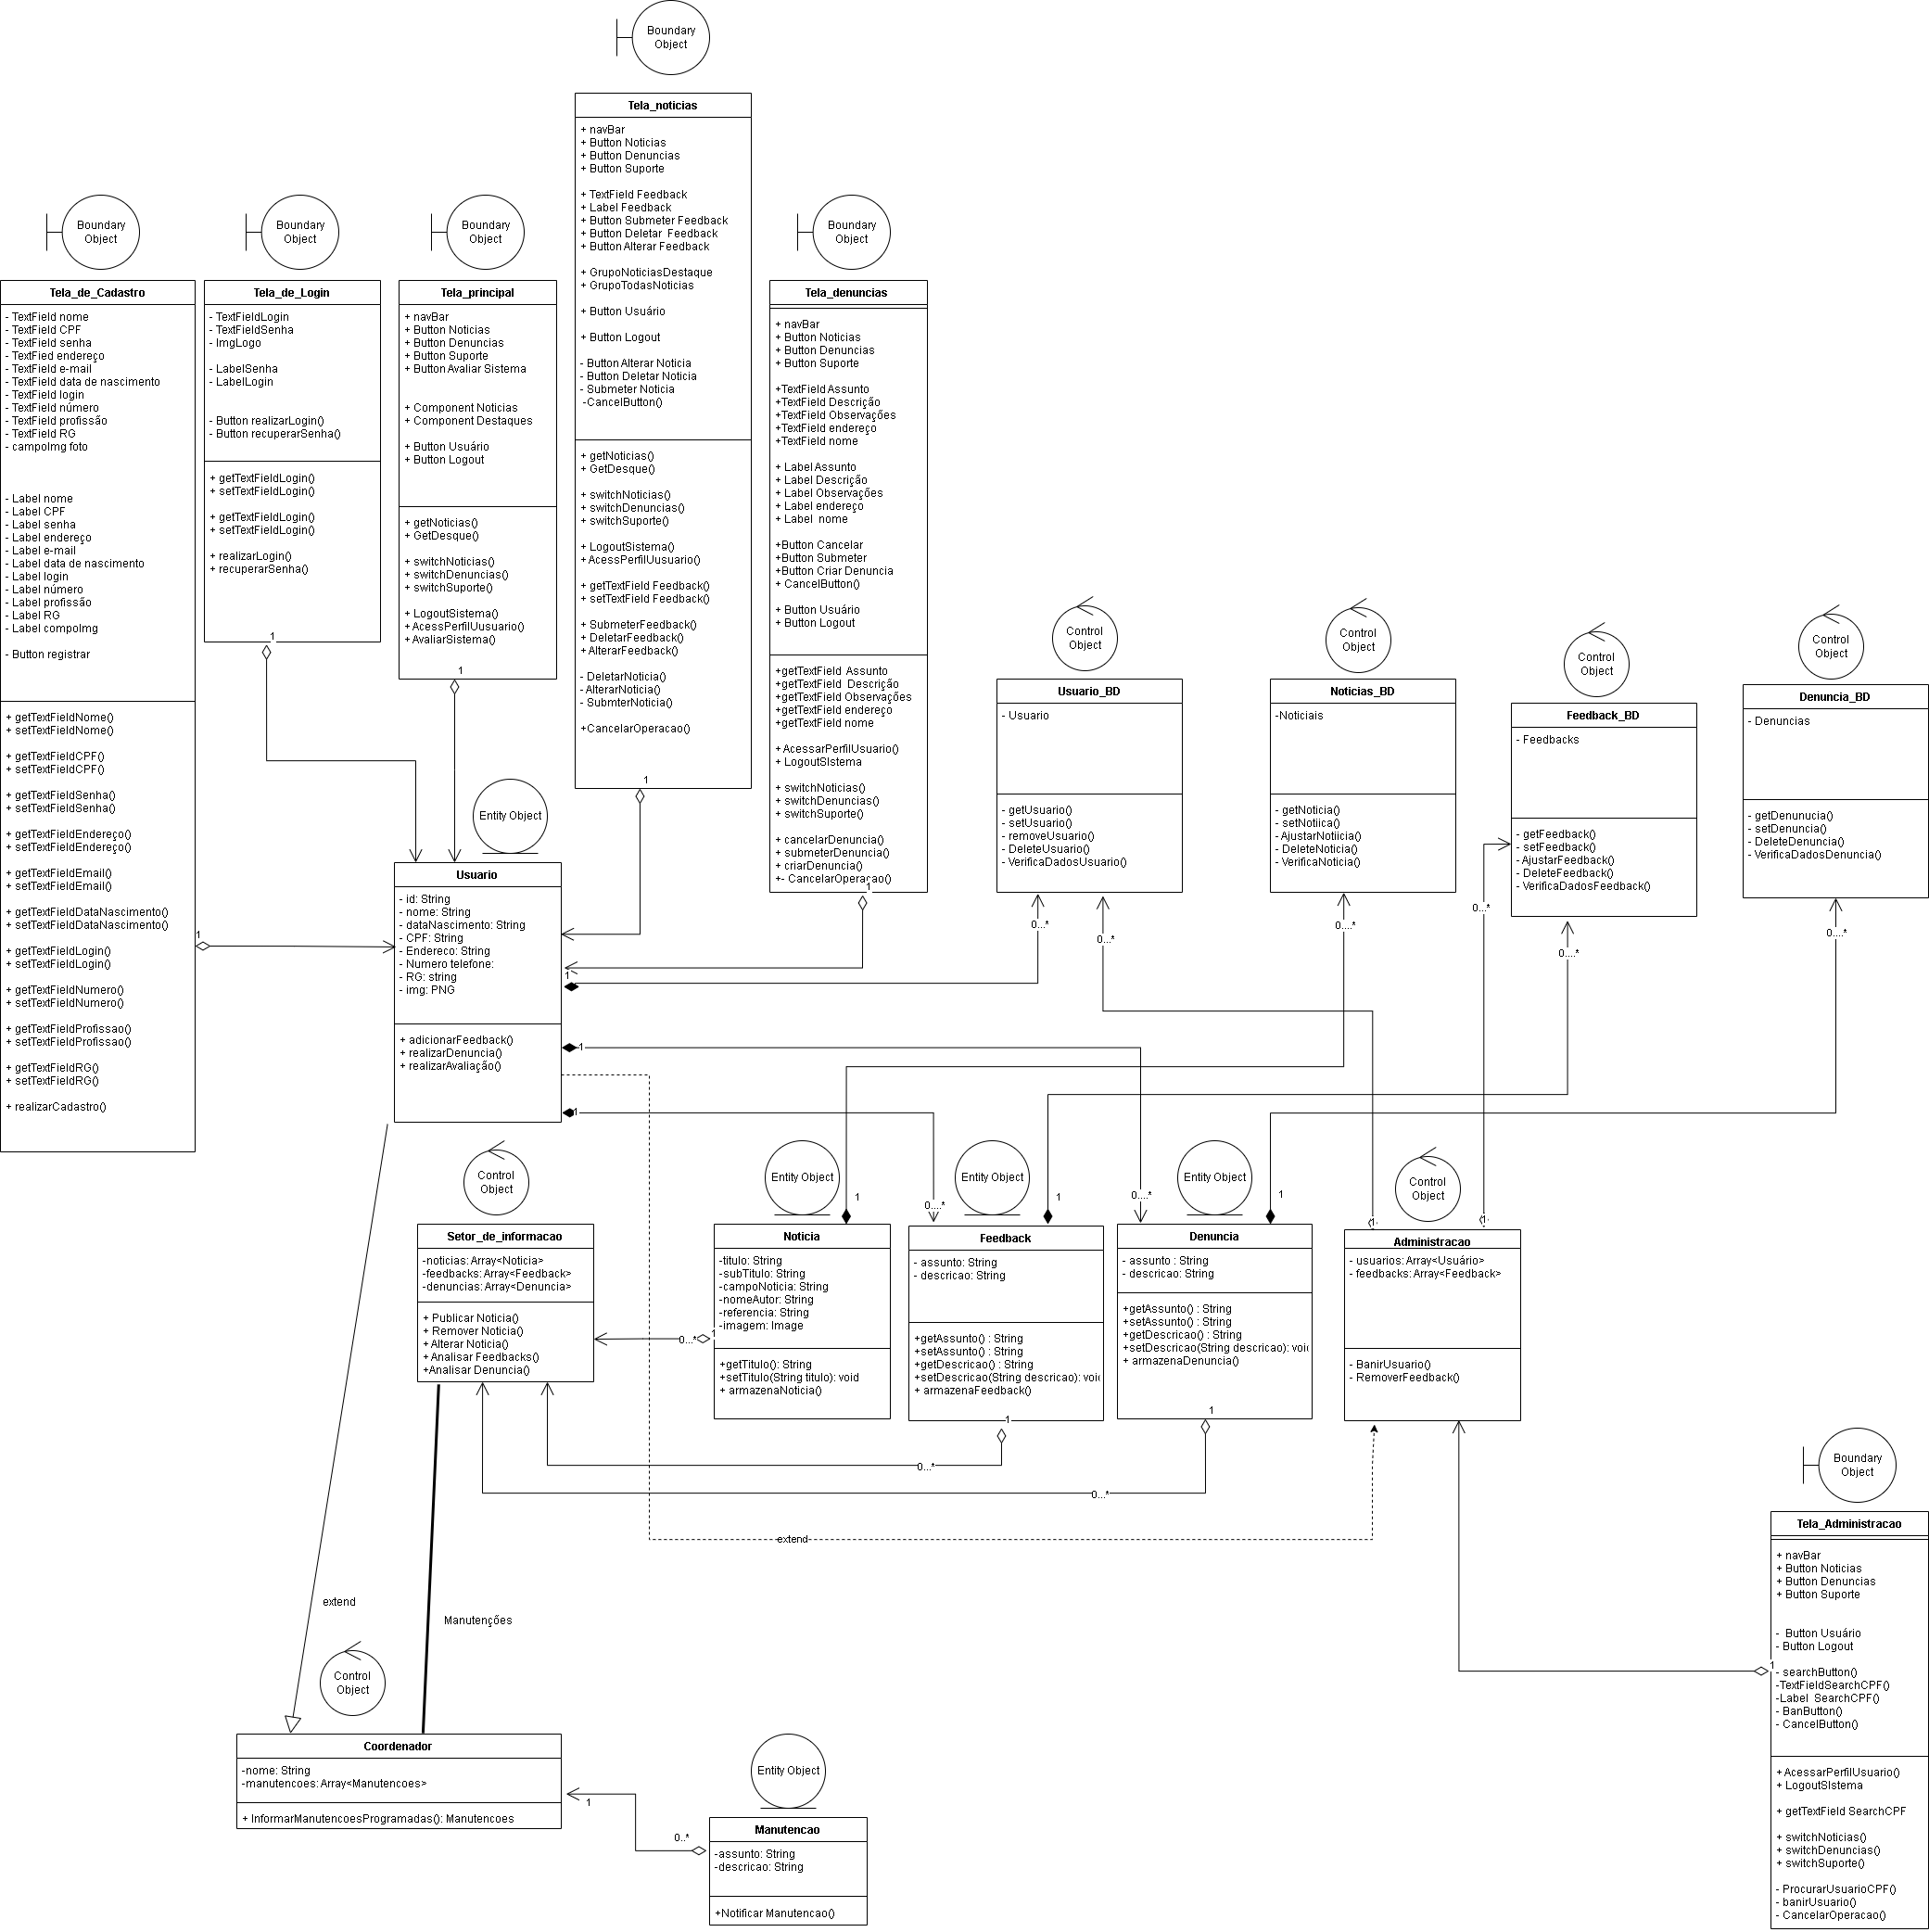 Boundary
Object
Tela_noticias
+ navBar
+ Button Noticias
+ Button Denuncias
+ Button Suporte
+ TextField Feedback
+ Label Feedback
+ Button Submeter Feedback
+ Button Deletar  Feedback
+ Button Alterar Feedback
+ GrupoNoticiasDestaque
+ GrupoTodasNoticias
+ Button Usuário
+ Button Logout
- Button Alterar Noticia
- Button Deletar Noticia
- Submeter Noticia
-CancelButton()
+ getNoticias()
+ GetDesque()
+ switchNoticias()
+ switchDenuncias()
+ switchSuporte()
+ LogoutSistema()
+ AcessPerfilUusuario()
+ getTextField Feedback()
+ setTextField Feedback()
+ SubmeterFeedback()
+ DeletarFeedback()
+ AlterarFeedback()
- DeletarNoticia()
- AlterarNoticia()
- SubmterNoticia()
+CancelarOperacao()
1
Boundary
Object
Tela_de_Cadastro
- TextField nome
- TextField CPF
- TextField senha
- TextFied endereço
- TextField e-mail
- TextField data de nascimento
- TextField login
- TextField número
- TextField profissão
- TextField RG
- campoImg foto
- Label nome
- Label CPF
- Label senha
- Label endereço
- Label e-mail
- Label data de nascimento
- Label login
- Label número
- Label profissão
- Label RG
- Label compoImg
- Button registrar
+ getTextFieldNome()
+ setTextFieldNome()
+ getTextFieldCPF()
+ setTextFieldCPF()
+ getTextFieldSenha()
+ setTextFieldSenha()
+ getTextFieldEndereço()
+ setTextFieldEndereço()
+ getTextFieldEmail()
+ setTextFieldEmail()
+ getTextFieldDataNascimento()
+ setTextFieldDataNascimento()
+ getTextFieldLogin()
+ setTextFieldLogin()
+ getTextFieldNumero()
+ setTextFieldNumero()
+ getTextFieldProfissao()
+ setTextFieldProfissao()
+ getTextFieldRG()
+ setTextFieldRG()
+ realizarCadastro()
1
Boundary
Object
Tela_de_Login
- TextFieldLogin
- TextFieldSenha
- ImgLogo
- LabelSenha
- LabelLogin
- Button realizarLogin()
- Button recuperarSenha()
+ getTextFieldLogin()
+ setTextFieldLogin()
+ getTextFieldLogin()
+ setTextFieldLogin()
+ realizarLogin()
+ recuperarSenha()
1
Boundary
Object
Tela_principal
+ navBar
+ Button Noticias
+ Button Denuncias
+ Button Suporte
+ Button Avaliar Sistema
+ Component Noticias
+ Component Destaques
+ Button Usuário
+ Button Logout
+ getNoticias()
+ GetDesque()
+ switchNoticias()
+ switchDenuncias()
+ switchSuporte()
+ LogoutSistema()
+ AcessPerfilUusuario()
+ AvaliarSistema()
1
Boundary
Object
Tela_denuncias
+ navBar
+ Button Noticias
+ Button Denuncias
+ Button Suporte
+TextField Assunto
+TextField Descrição
+TextField Observações
+TextField endereço
+TextField nome
+ Label Assunto
+ Label Descrição
+ Label Observações
+ Label endereço
+ Label  nome
+Button Cancelar
+Button Submeter
+Button Criar Denuncia
+ CancelButton()
+ Button Usuário
+ Button Logout
+getTextField  Assunto
+getTextField  Descrição
+getTextField Observações
+getTextField endereço
+getTextField nome
+ AcessarPerfilUsuario()
+ LogoutSIstema
+ switchNoticias()
+ switchDenuncias()
+ switchSuporte()
+ cancelarDenuncia()
+ submeterDenuncia()
+ criarDenuncia()
+- CancelarOperacao()
1
Control
Object
Usuario_BD
- Usuario
- getUsuario()
- setUsuario()
- removeUsuario()
- DeleteUsuario()
- VerificaDadosUsuario()
0...*
0...*
Control
Object
Noticias_BD
-Noticiais
- getNoticia()
- setNotiica()
- AjustarNotiicia()
- DeleteNoticia()
- VerificaNoticia()
0....*
Control
Object
Feedback_BD
- Feedbacks
- getFeedback()
- setFeedback()
- AjustarFeedback()
- DeleteFeedback()
- VerificaDadosFeedback()
0...*
0....*
Control
Object
Denuncia_BD
- Denuncias
- getDenunucia()
- setDenuncia()
- DeleteDenuncia()
- VerificaDadosDenuncia()
0....*
Entity Object
Usuario
- id: String
- nome: String
- dataNascimento: String
- CPF: String
- Endereco: String
- Numero telefone:
- RG: string
- img: PNG
+ adicionarFeedback()
+ realizarDenuncia()
+ realizarAvaliação()
1
1
1
Control
Object
Setor_de_informacao
-noticias: Array<Noticia>
-feedbacks: Array<Feedback>
-denuncias: Array<Denuncia>
+ Publicar Noticia()
+ Remover Noticia()
+ Alterar Noticia()
+ Analisar Feedbacks()
+Analisar Denuncia()
0...*
1
Entity Object
1
Noticia
-titulo: String
-subTitulo: String
-campoNoticia: String
-nomeAutor: String
-referencia: String
-imagem: Image
+getTitulo(): String
+setTitulo(String titulo): void
+ armazenaNoticia()
0....*
Entity Object
1
Feedback
- assunto: String
- descricao: String
+getAssunto() : String
+setAssunto() : String
+getDescricao() : String
+setDescricao(String descricao): voic
+ armazenaFeedback()
1
0...*
0....*
Entity Object
1
Denuncia
- assunto : String
- descricao: String
+getAssunto() : String
+setAssunto() : String
+getDescricao() : String
+setDescricao(String descricao): voic
+ armazenaDenuncia()
1
0...*
Control
Object
1
1
Administracao
- usuarios: Array<Usuário>
- feedbacks: Array<Feedback>
- BanirUsuario()
- RemoverFeedback()
extend
extend
Manutenções
Control
Object
Coordenador
-nome: String
-manutencoes: Array<Manutencoes>
+ InformarManutencoesProgramadas(): Manutencoes
1
0..*
Entity Object
Manutencao
-assunto: String
-descricao: String
+Notificar Manutencao()
Boundary
Object
Tela_Administracao
+ navBar
+ Button Noticias
+ Button Denuncias
+ Button Suporte
-  Button Usuário
- Button Logout
1
- searchButton()
-TextFieldSearchCPF()
-Label  SearchCPF()
- BanButton()
- CancelButton()
+ AcessarPerfilUsuario()
+ LogoutSIstema
+ getTextField SearchCPF
+ switchNoticias()
+ switchDenuncias()
+ switchSuporte()
- ProcurarUsuarioCPF()
- banirUsuario()
- CancelarOperacao()